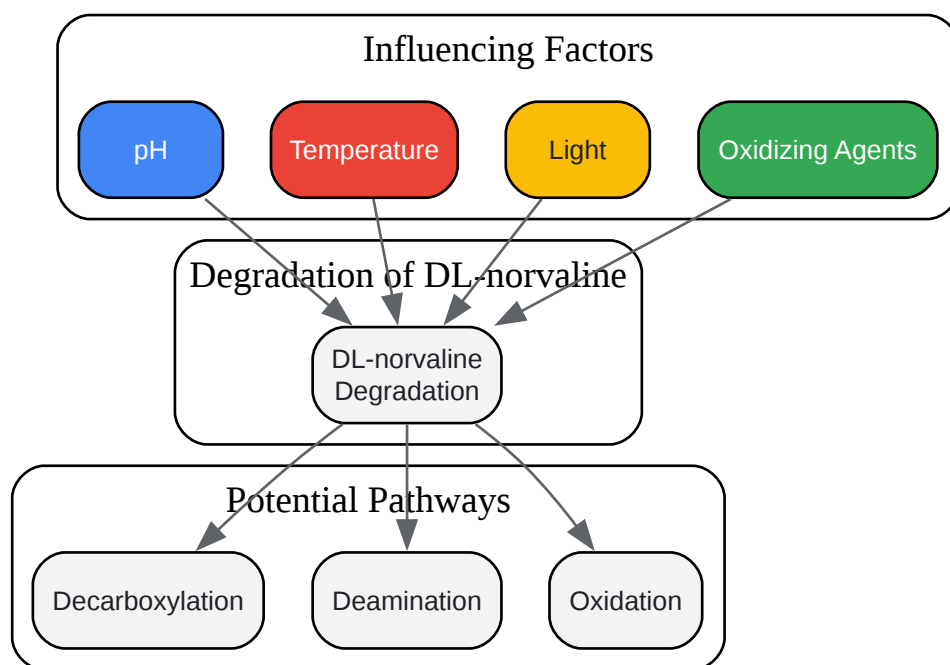 Influencing Factors
pH
Temperature
Light
Oxidizing Agents
Degradation of DL-norvaline
DL-norvaline
Degradation
Potential Pathways
Decarboxylation
Deamination
Oxidation